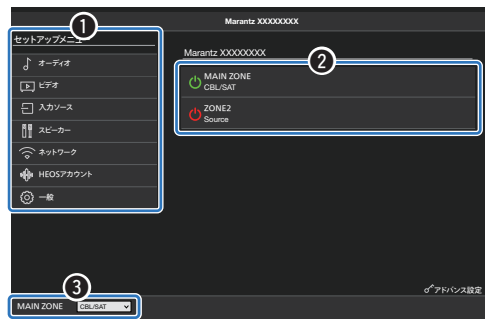 Marantz XXXXXXXX
1
セットアップメニュー
オーディオ
ビデオ
入力ソース
スピーカー
ネットワーク
HEOSアカウント
一般
Marantz XXXXXXXX
2
MAIN ZONE
CBL/SAT
ZONE2
Source
アドバンス設定
3
MAIN ZONE CBL/SAT